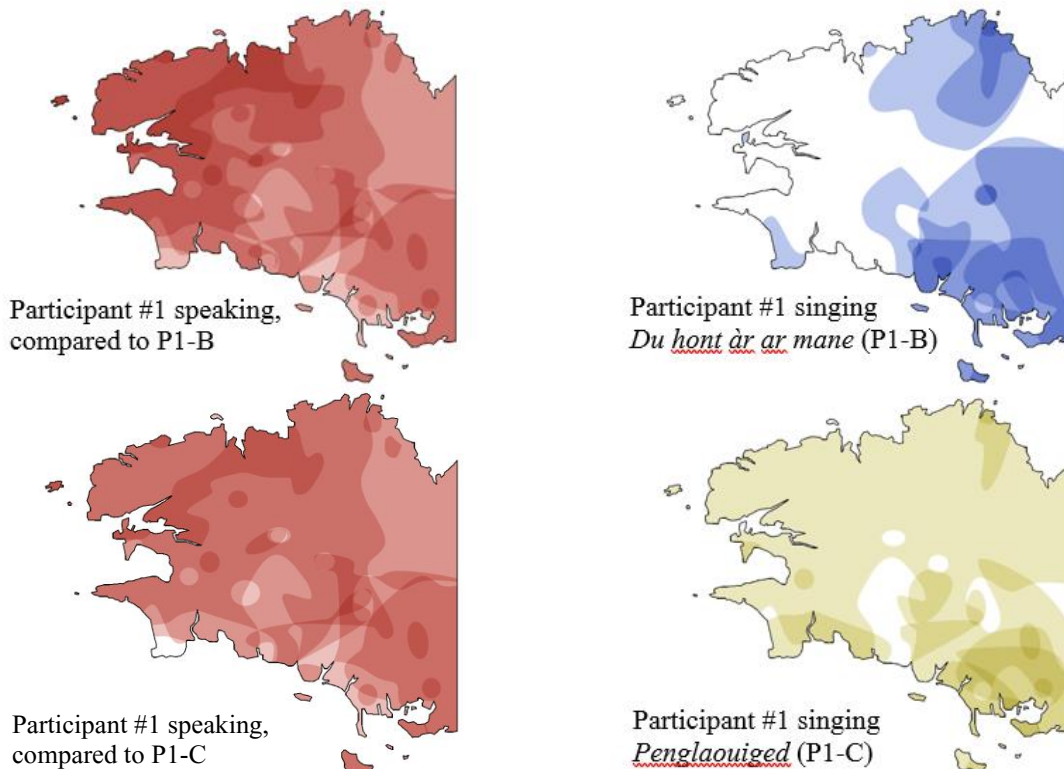 Participant #1 speaking,
compared to P1-B
Participant #1 singing
Du hont àr ar mane (P1-B)
Participant #1 speaking,
compared to P1-C
Participant #1 singing
Penglaouiged (P1-C)